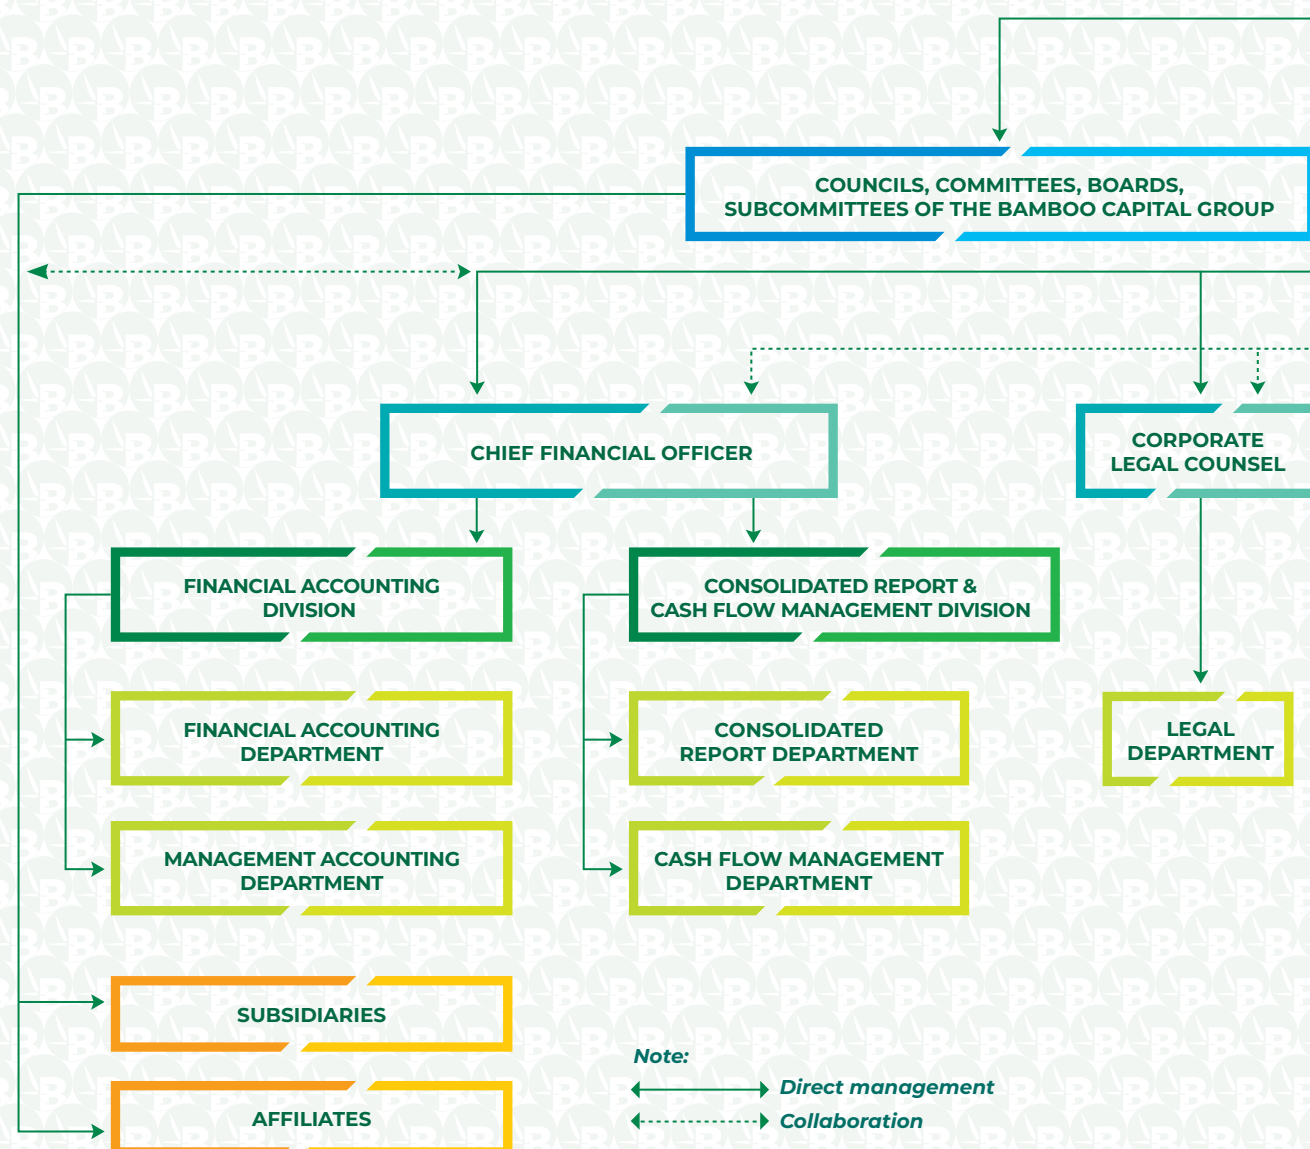 COUNCILS, COMMITTEES, BOARDS,
SUBCOMMITTEES OF THE BAMBOO CAPITAL GROUP
CHIEF FINANCIAL OFFICER
CORPORATE
LEGAL COUNSEL
FINANCIAL ACCOUNTING
DIVISION
CONSOLIDATED REPORT &
CASH FLOW MANAGEMENT DIVISION
FINANCIAL ACCOUNTING
DEPARTMENT
CONSOLIDATED
REPORT DEPARTMENT
LEGAL
DEPARTMENT
MANAGEMENT ACCOUNTING
DEPARTMENT
CASH FLOW MANAGEMENT
DEPARTMENT
SUBSIDIARIES
AFFILIATES
Note:
Direct management
Collaboration